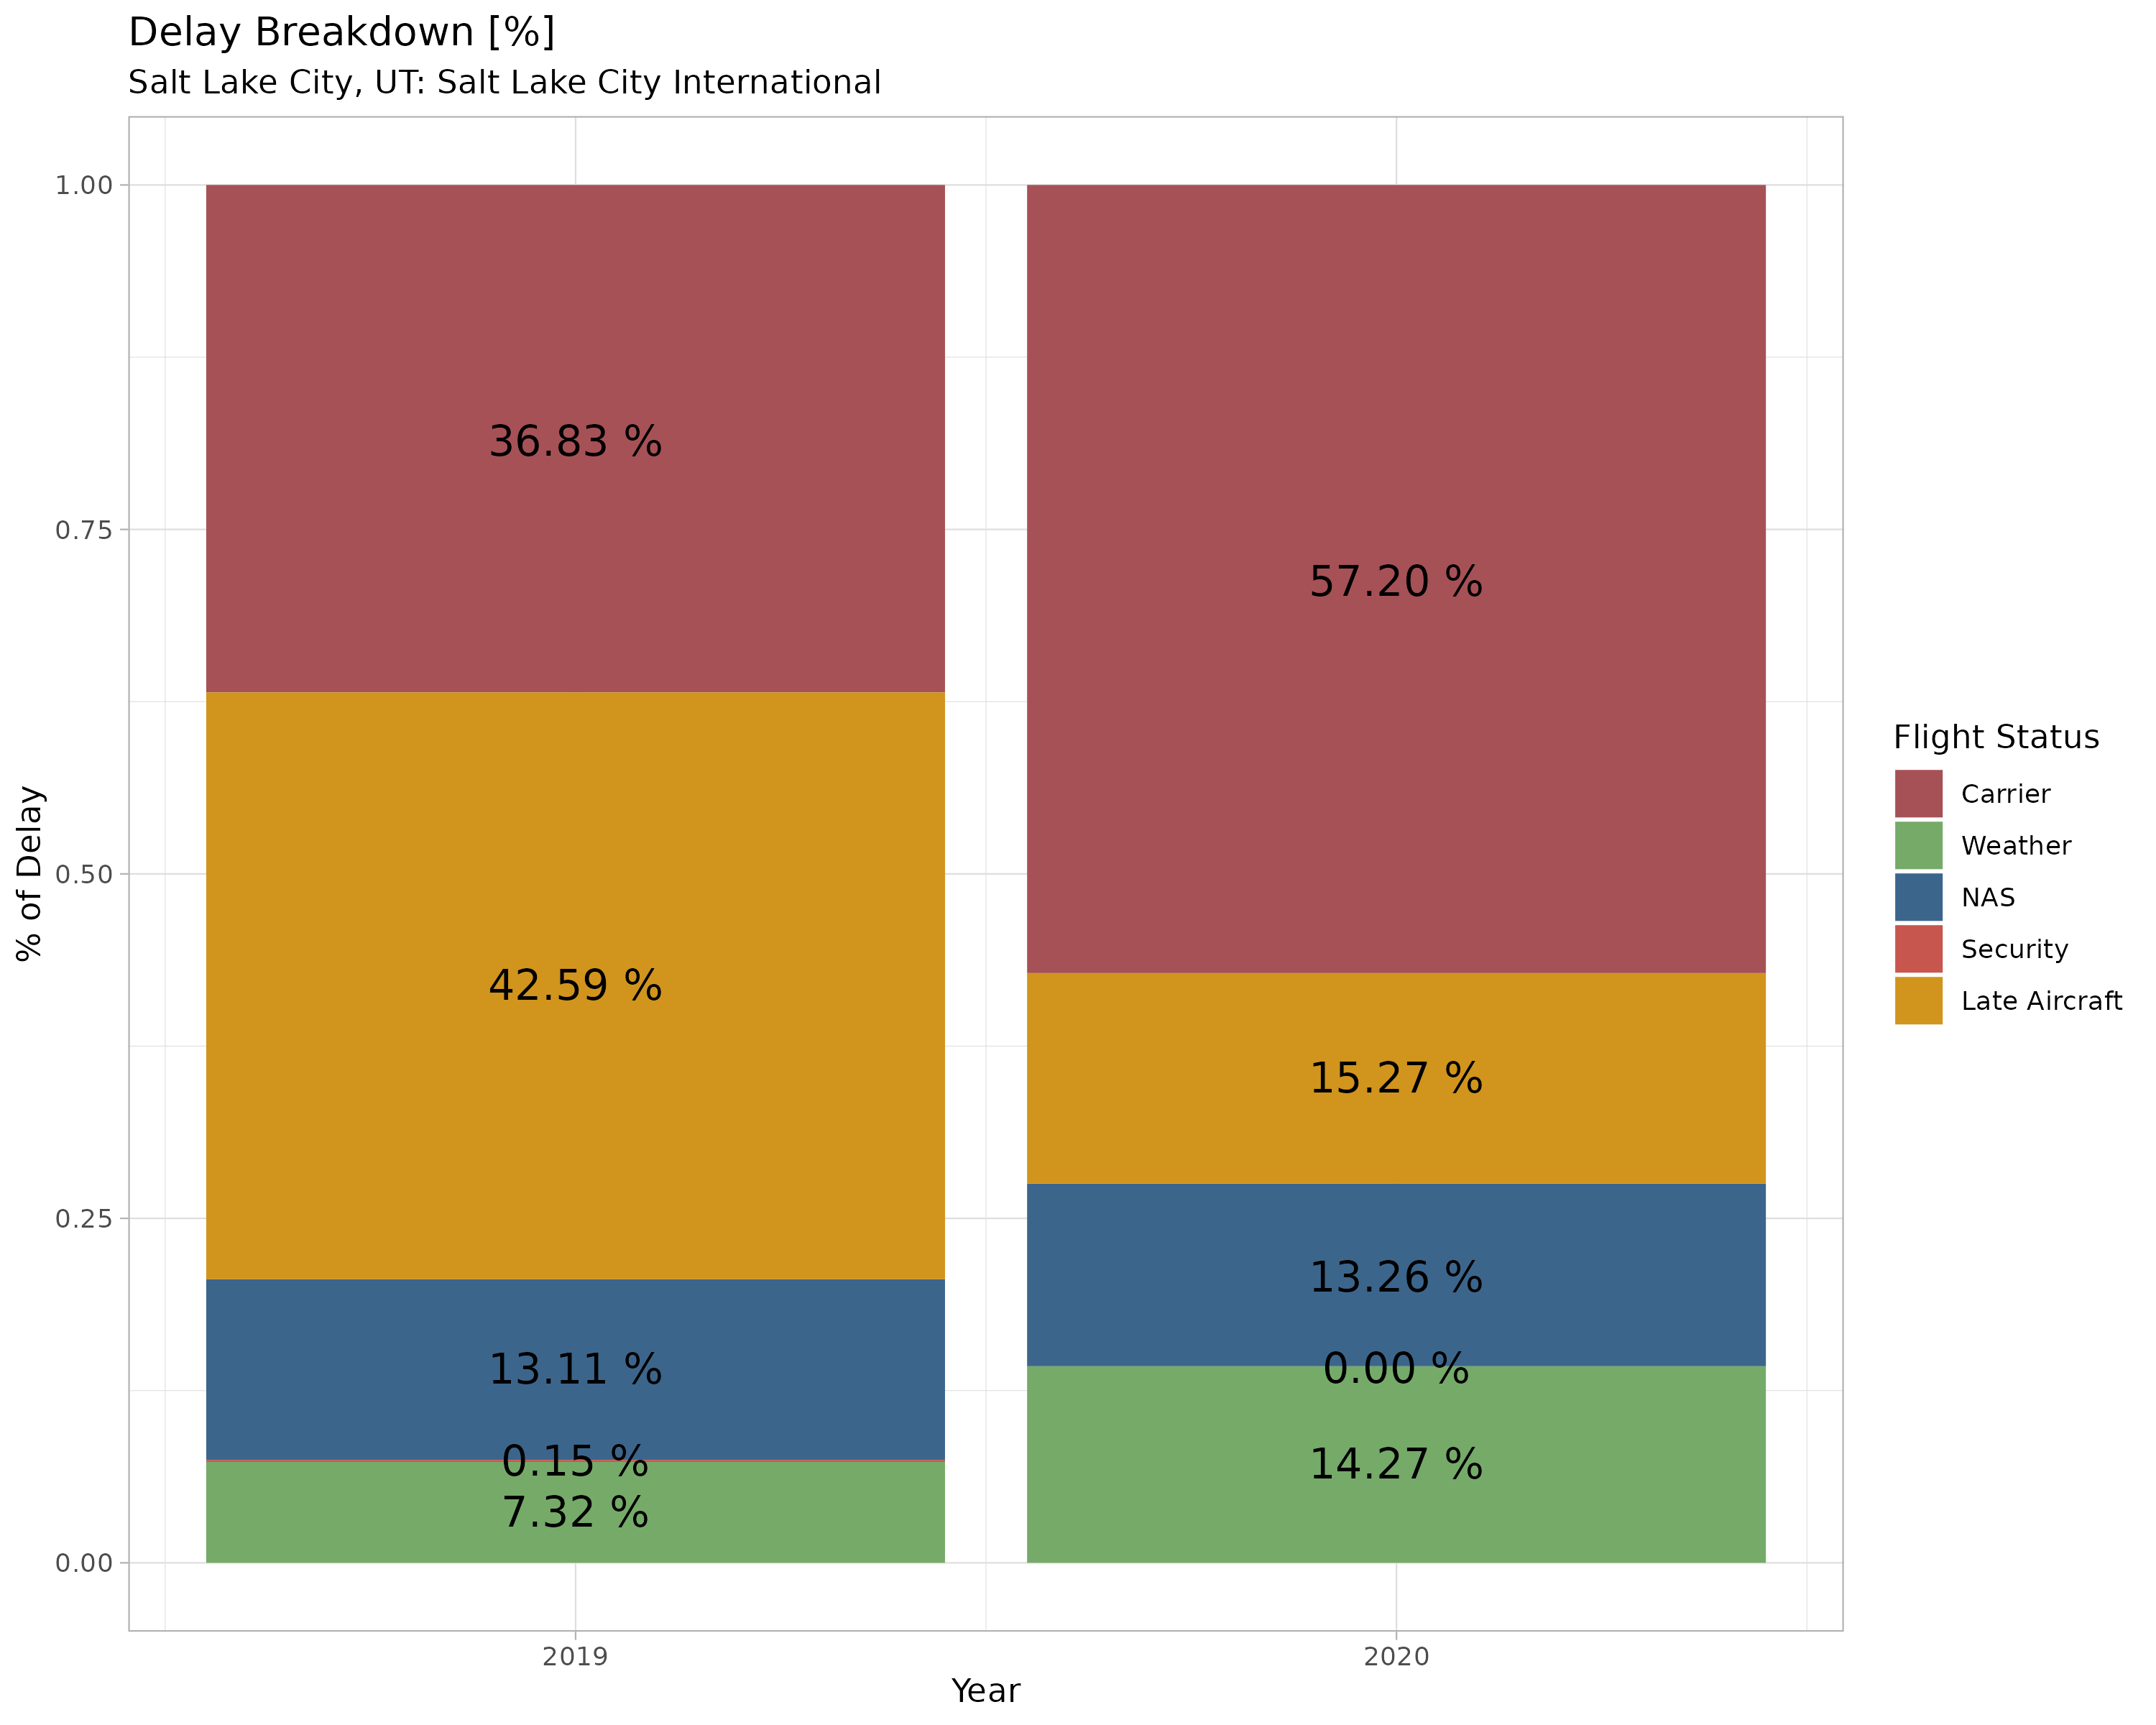 Delay Breakdown [%]
Salt Lake City, UT: Salt Lake City International
% of Delay
1.00
0.75
0.50
0.25
0.00
36.83 %
42.59 %
13.11 %
0.15 %
7.32 %
57.20 %
15.27 %
13.26 %
0.00 %
14.27 %
2019
2020
Year
Flight Status
Carrier
Weather
NAS
Security
Late Aircraft